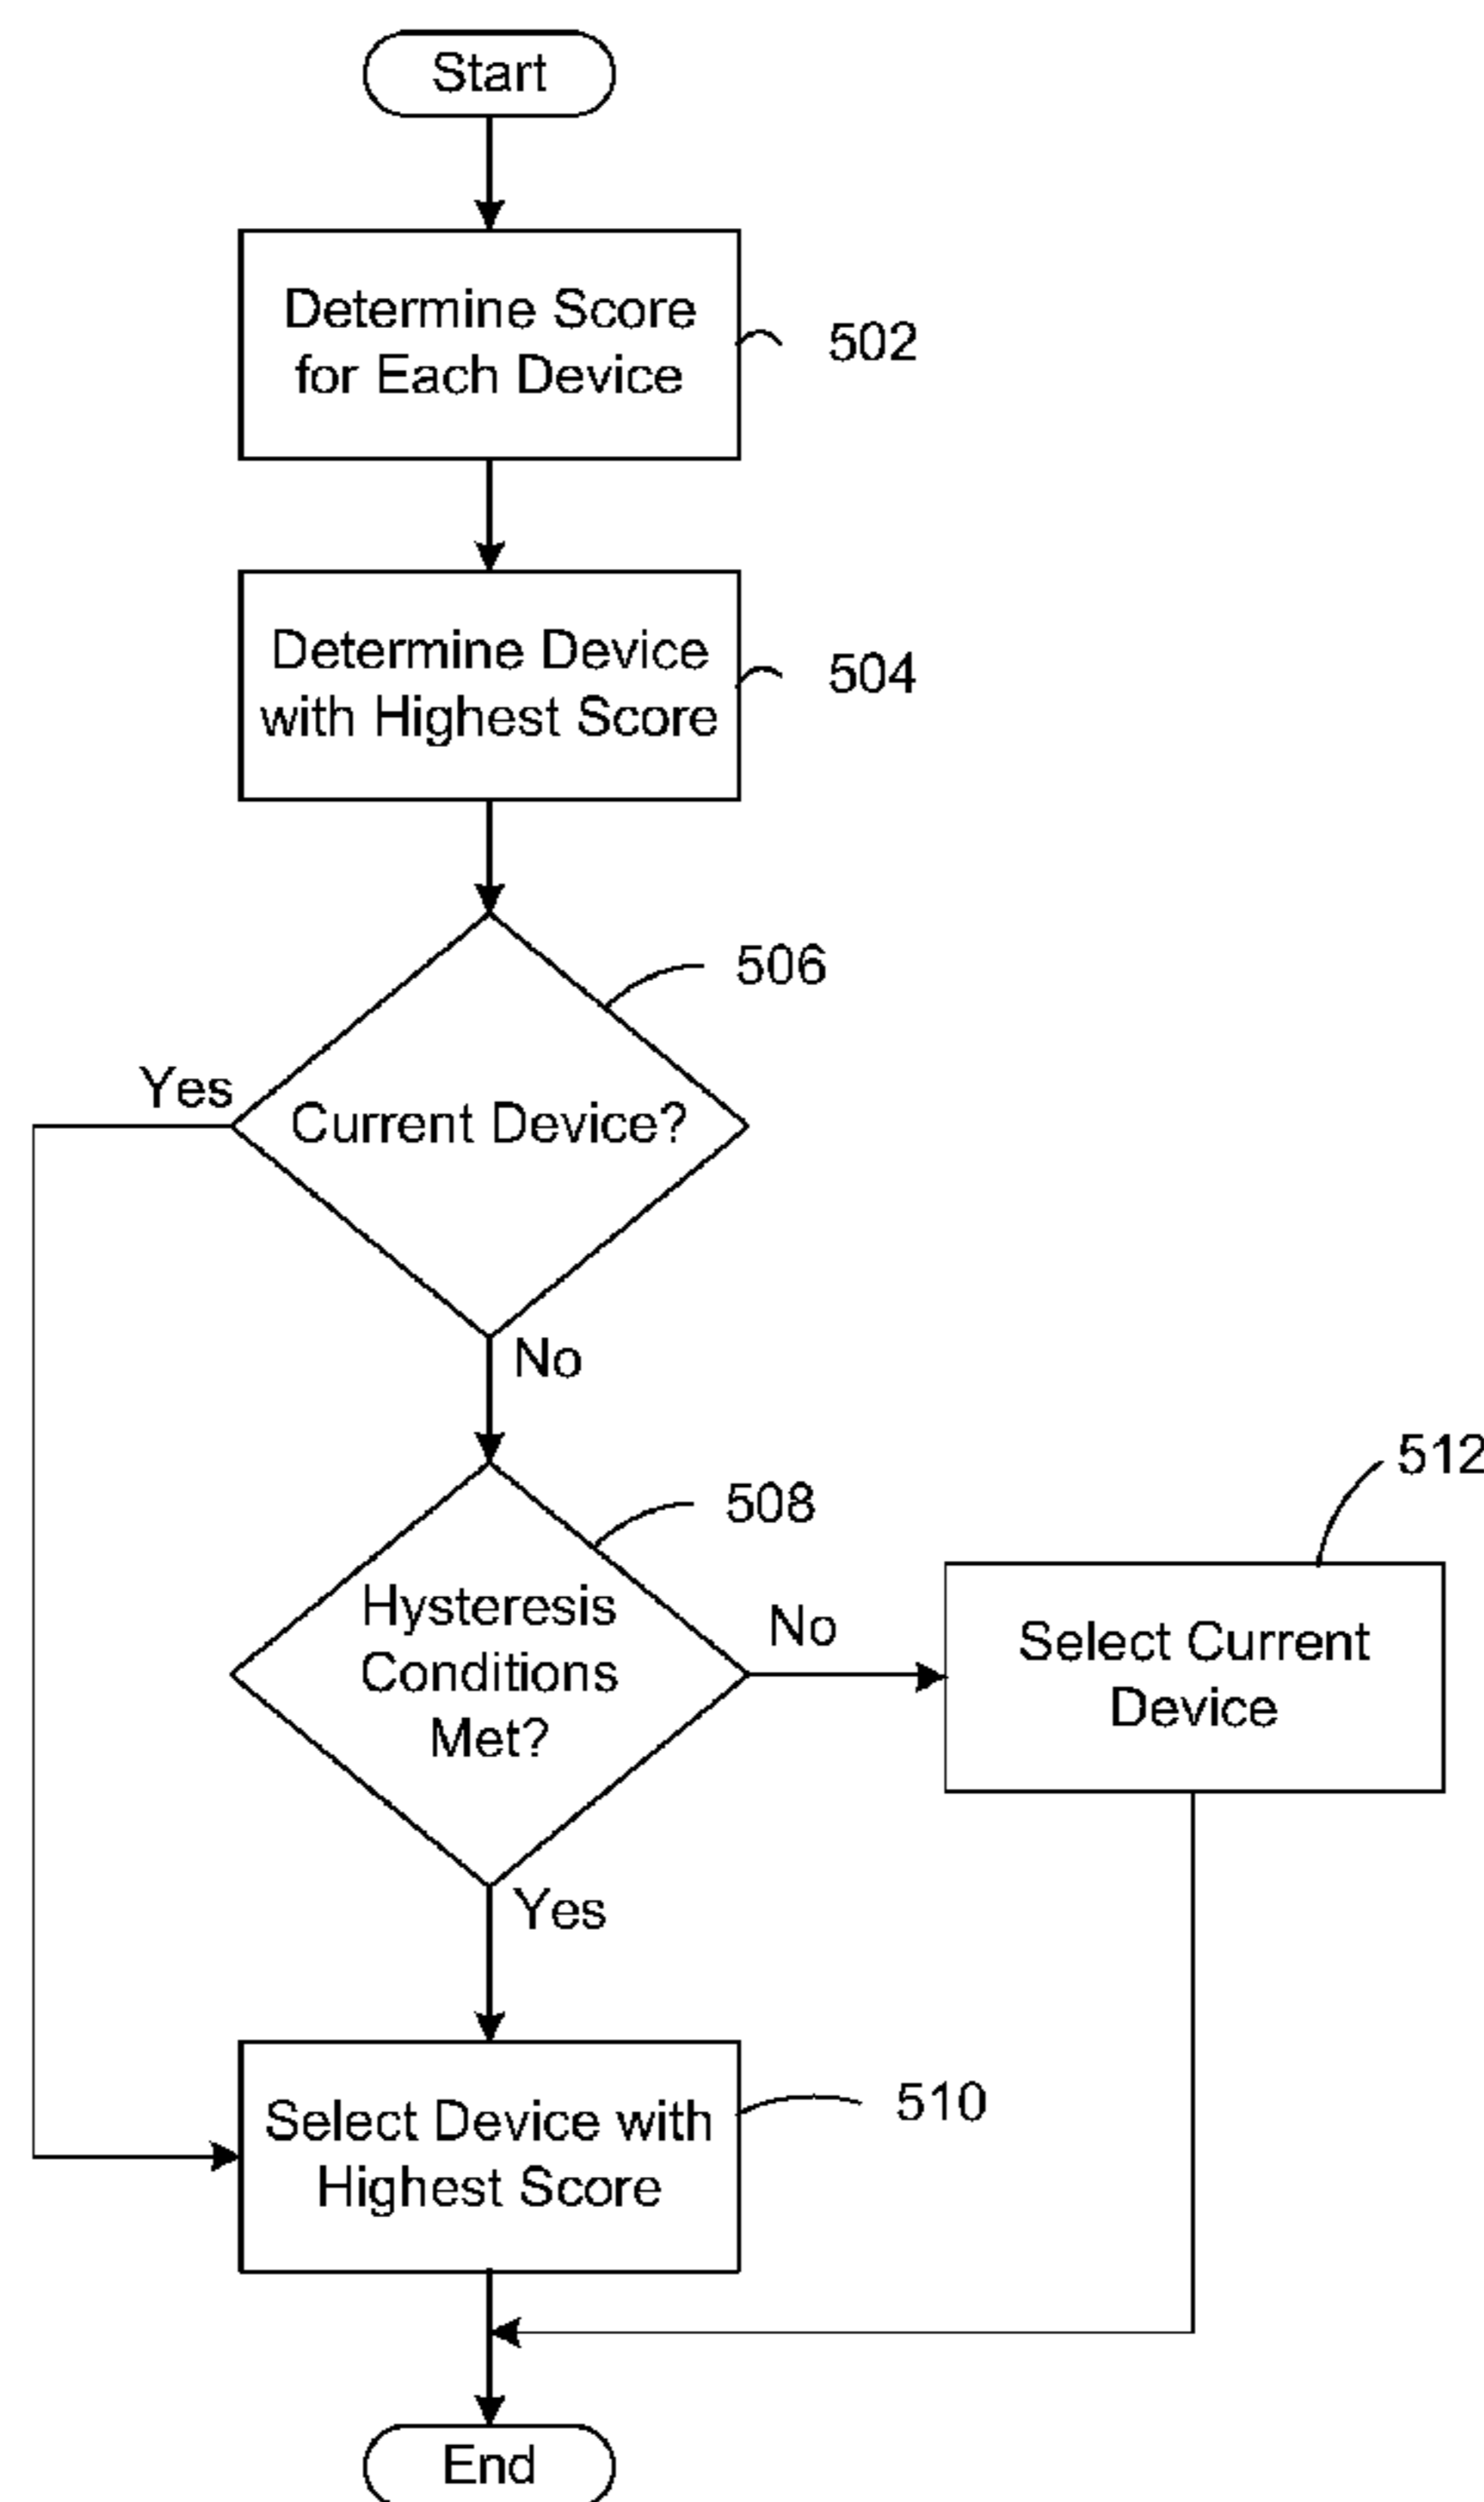 Start
Determine Score
for Each Device
502
Determine Device
with Highest Score
504
506
Yes
Current Device?
No
508
512
Hysteresis
Conditions
Met?
No
Select Current
Device
Yes
Select Device with
Highest Score
510
End